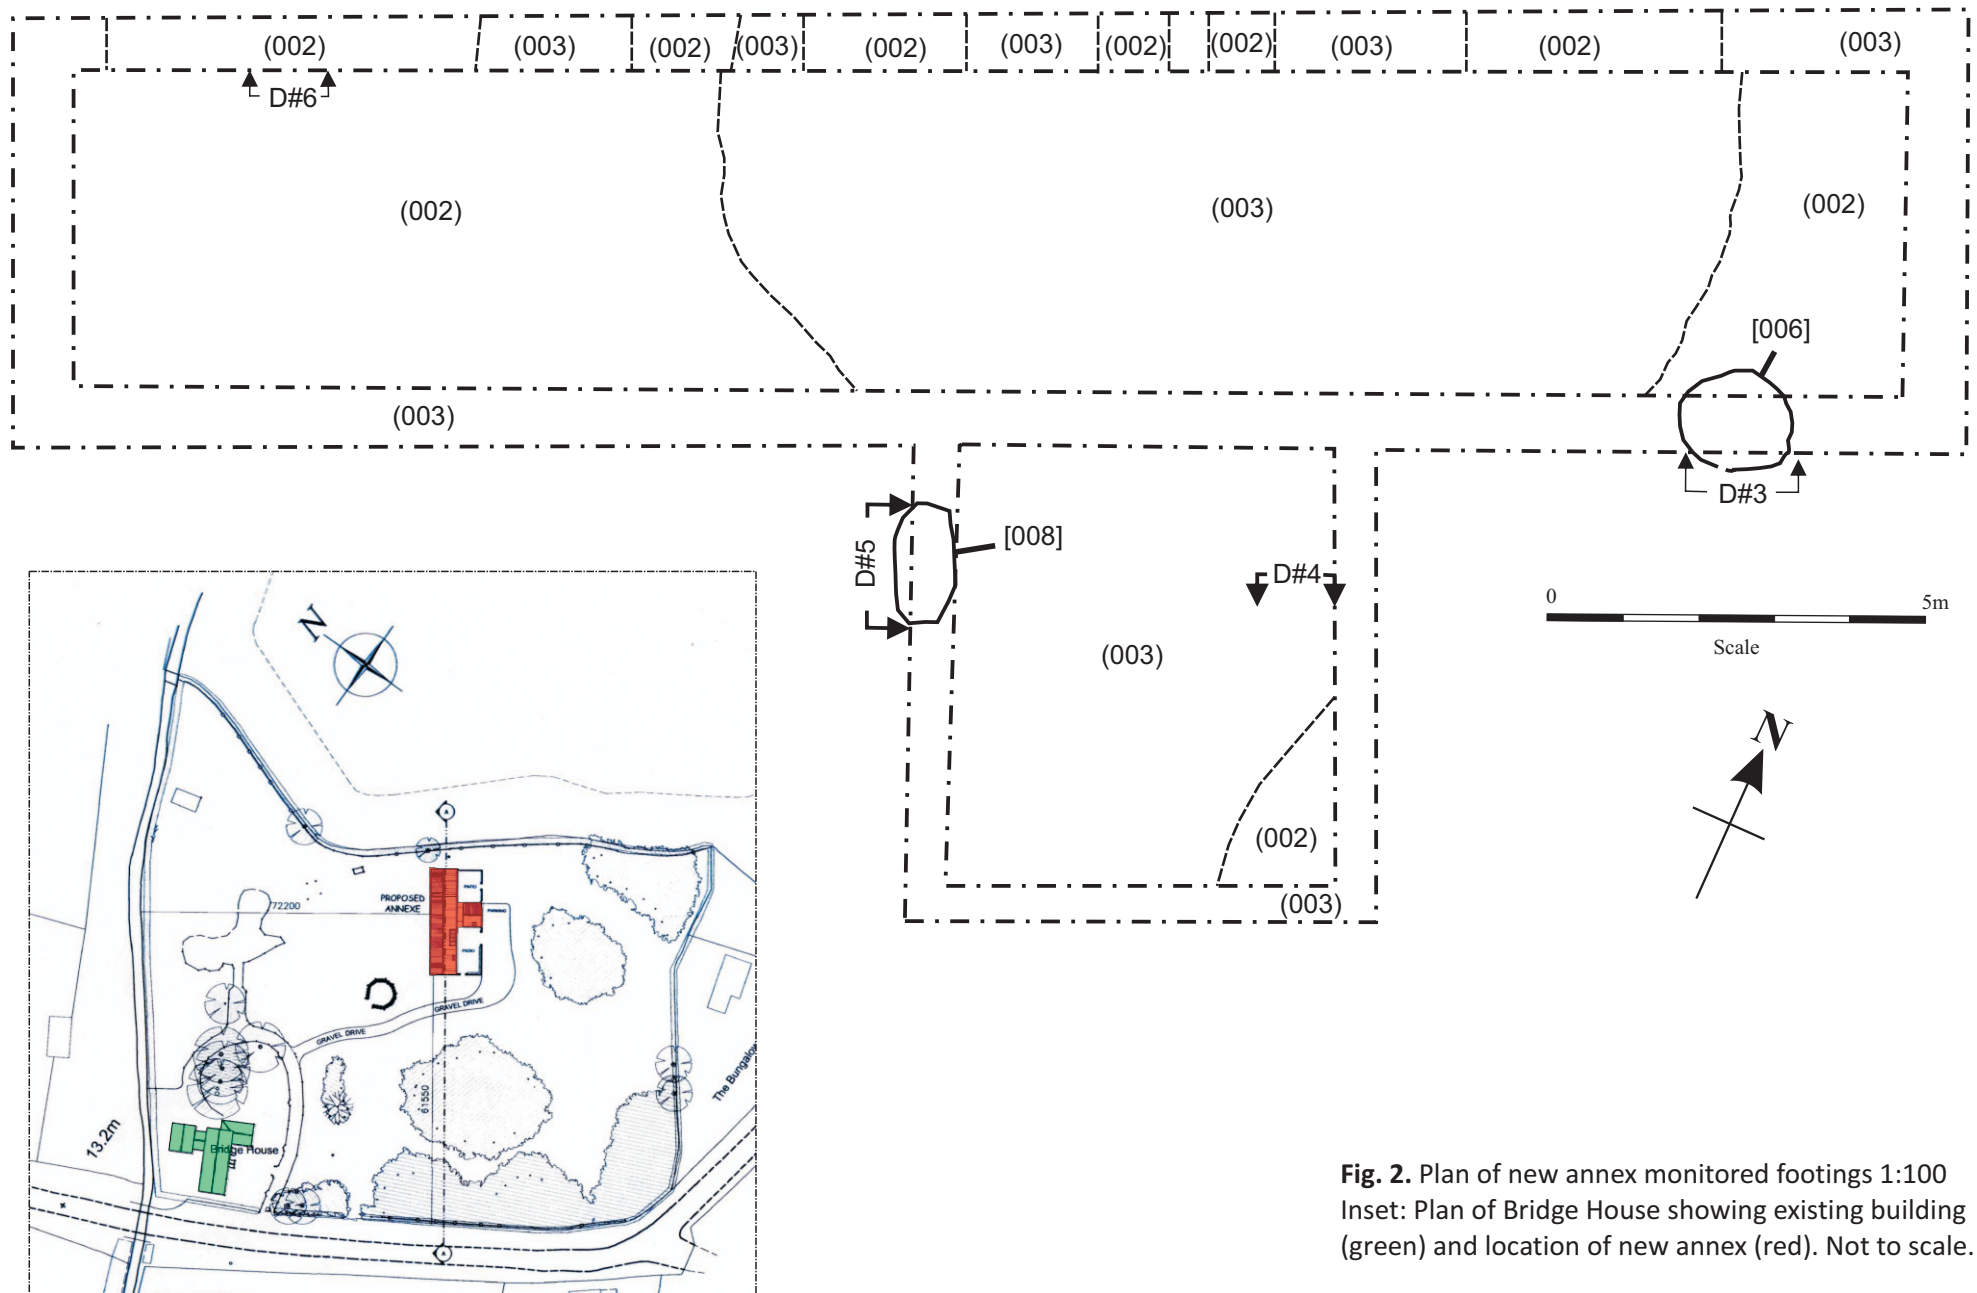 (002) (003) (002) (003) (002) (003) (002) (002) (003) (002) (003)
D#6
(002) (003) (002)
[006]
(003)
D#3
[008]
D#5
D#4
(003)
(002)
(003)
0 5m
Scale
N
N
A
PROPOSED
ANNEXE
PATIO
PARKING
PATIO
72200
GRAVEL DRIVE
GRAVEL DRIVE
61550
The Bungalow
13.2m
Bridge House
A
Fig. 2. Plan of new annex monitored footings 1:100
Inset: Plan of Bridge House showing existing building
(green) and location of new annex (red). Not to scale.